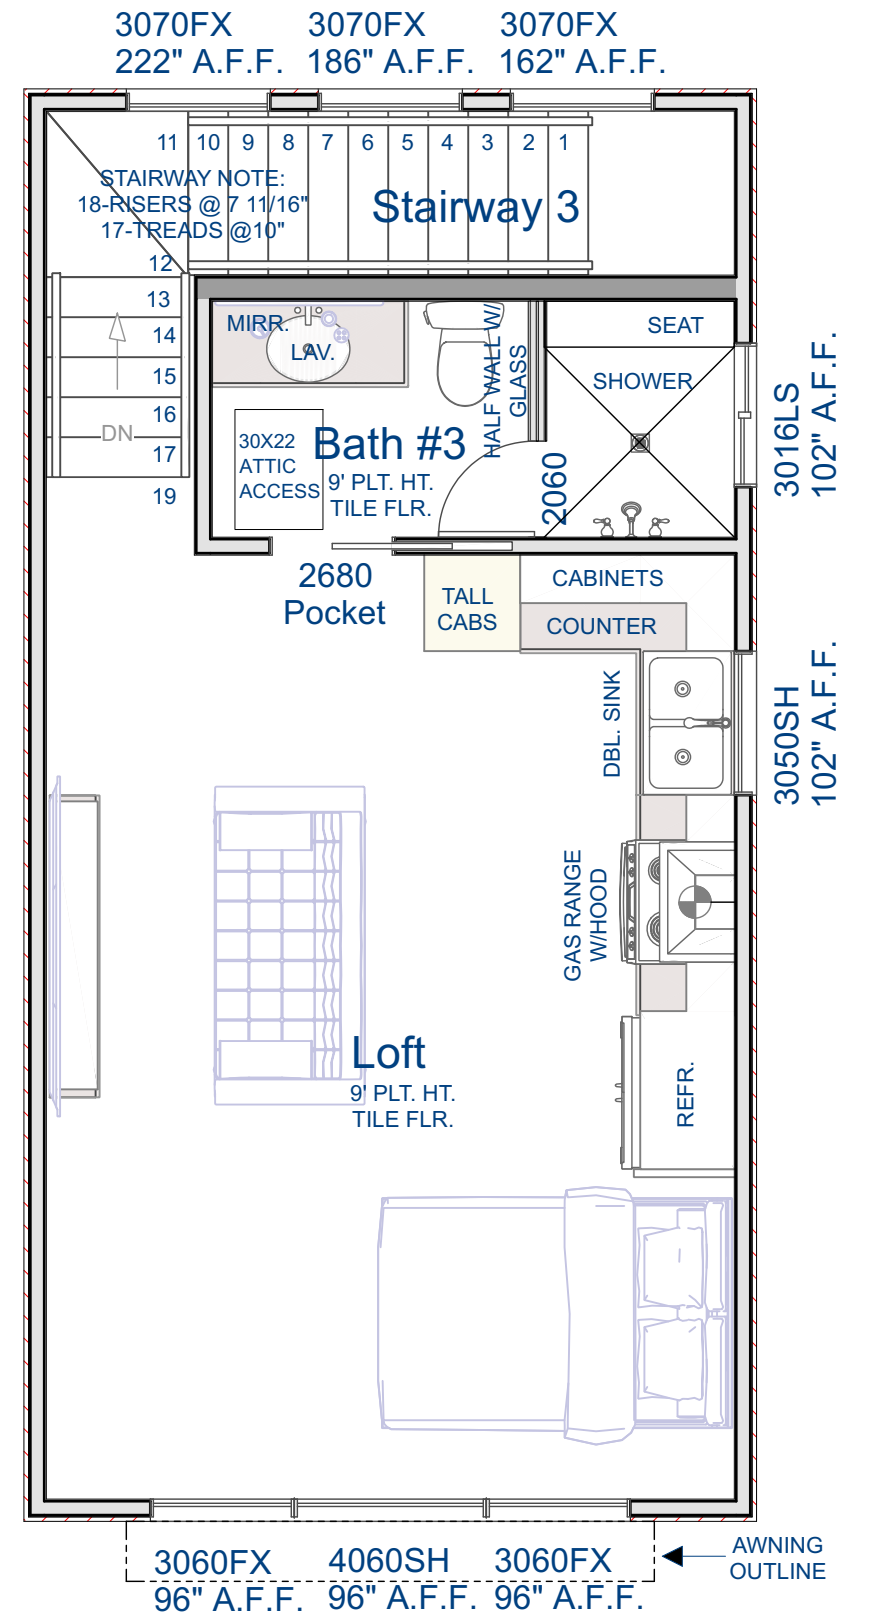 3070FX
222" A.F.F.
3070FX
186" A.F.F.
3070FX
162" A.F.F.
11 10 9 8 7 6 5 4 3 2 1
STAIRWAY NOTE:
18-RISERS @ 7 11/16"
17-TREADS @10"
Stairway 3
12
13
14
15
16
DN
17
19
MIRR.
LAV.
HALF WALL W/
GLASS
SEAT
SHOWER
3016LS
102" A.F.F.
30X22
ATTIC
ACCESS
Bath #3
9' PLT. HT.
TILE FLR.
2060
2680
Pocket
TALL
CABS
CABINETS
COUNTER
DBL. SINK
3050SH
102" A.F.F.
GAS RANGE
W/HOOD
Loft
9' PLT. HT.
TILE FLR.
REFR.
3060FX
96" A.F.F.
4060SH
96" A.F.F.
3060FX
96" A.F.F.
AWNING
OUTLINE